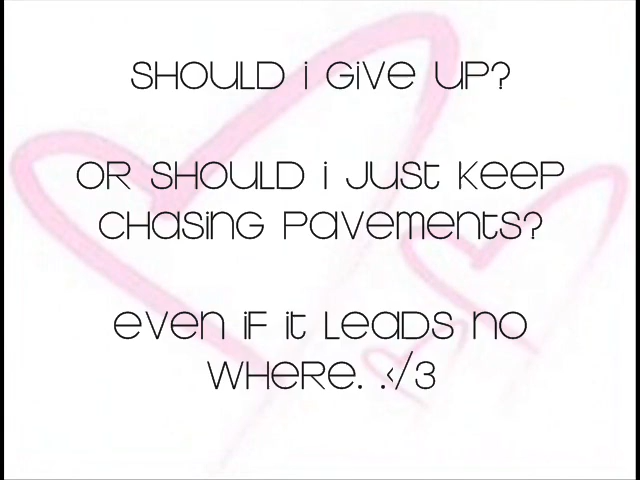 SHOULD i GiVe UP?
OR SHOULD i JUST KeeP
CHASiNG PaVeMeNTS?
eVeN iF iT LeaDS NO
WHeRe. .</3